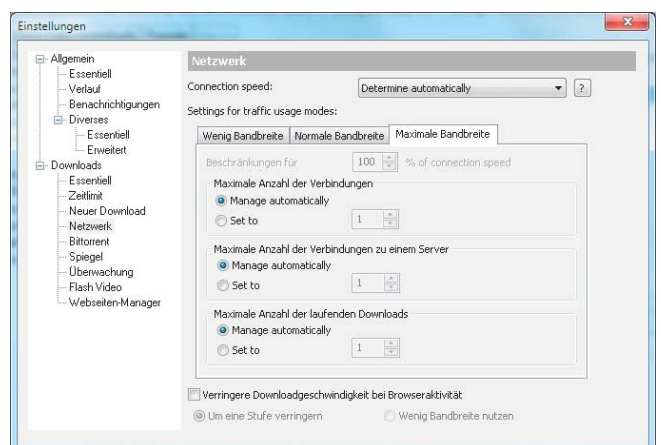 Einstellungen
Allgemein
Essentiell
Verlauf
Benachrichtigungen
Diverses
Essentiell
Erweitert
Downloads
Essentiell
Zeitlimit
Neuer Download
Netzwerk
Bittorrent
Spiegel
Überwachung
Flash Video
Webseiten-Manager
Netzwerk
Connection speed: Determine automatically ?
Settings for traffic usage modes:
Wenig Bandbreite Normale Bandbreite Maximale Bandbreite
Beschränkungen für 100 % of connection speed
Maximale Anzahl der Verbindungen
Manage automatically
Set to 1
Maximale Anzahl der Verbindungen zu einem Server
Manage automatically
Set to 1
Maximale Anzahl der laufenden Downloads
Manage automatically
Set to 1
Verringere Downloadgeschwindigkeit bei Browseraktivität
Um eine Stufe verringern Wenig Bandbreite nutzen